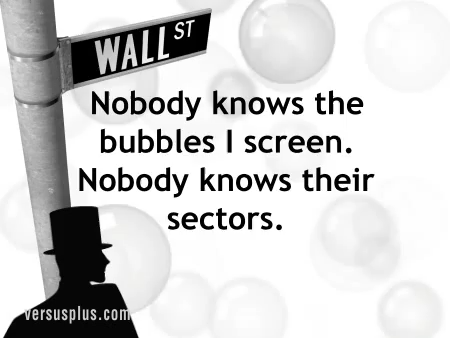 WALL ST
Nobody knows the
bubbles I screen.
Nobody knows their
sectors.
versusplus.com